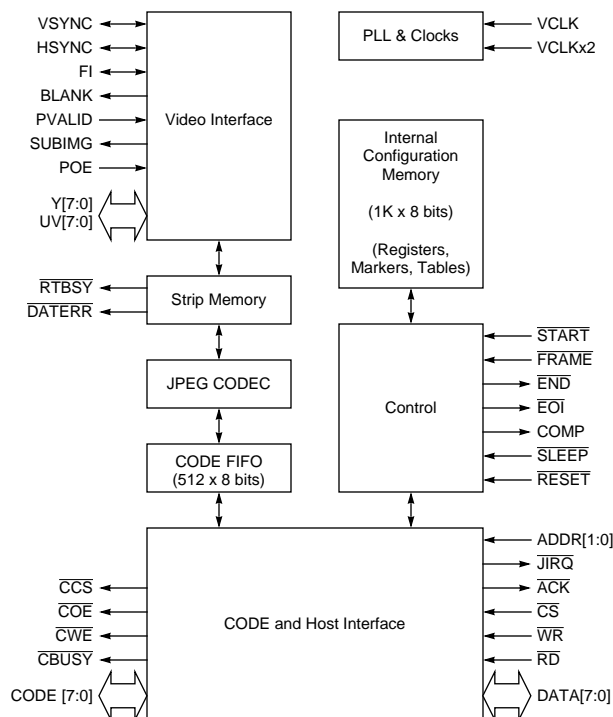 VSYNC
HSYNC
FI
BLANK
PVALID
SUBIMG
POE
Y[7:0]
UV[7:0]
Video Interface
PLL & Clocks
VCLK
VCLKx2
Internal
Configuration
Memory
(1K x 8 bits)
(Registers,
Markers, Tables)
RTBSY
DATERR
Strip Memory
JPEG CODEC
CODE FIFO
(512 x 8 bits)
Control
START
FRAME
END
EOI
COMP
SLEEP
RESET
CCS
COE
CWE
CBUSY
CODE [7:0]
CODE and Host Interface
ADDR[1:0]
JIRQ
ACK
CS
WR
RD
DATA[7:0]